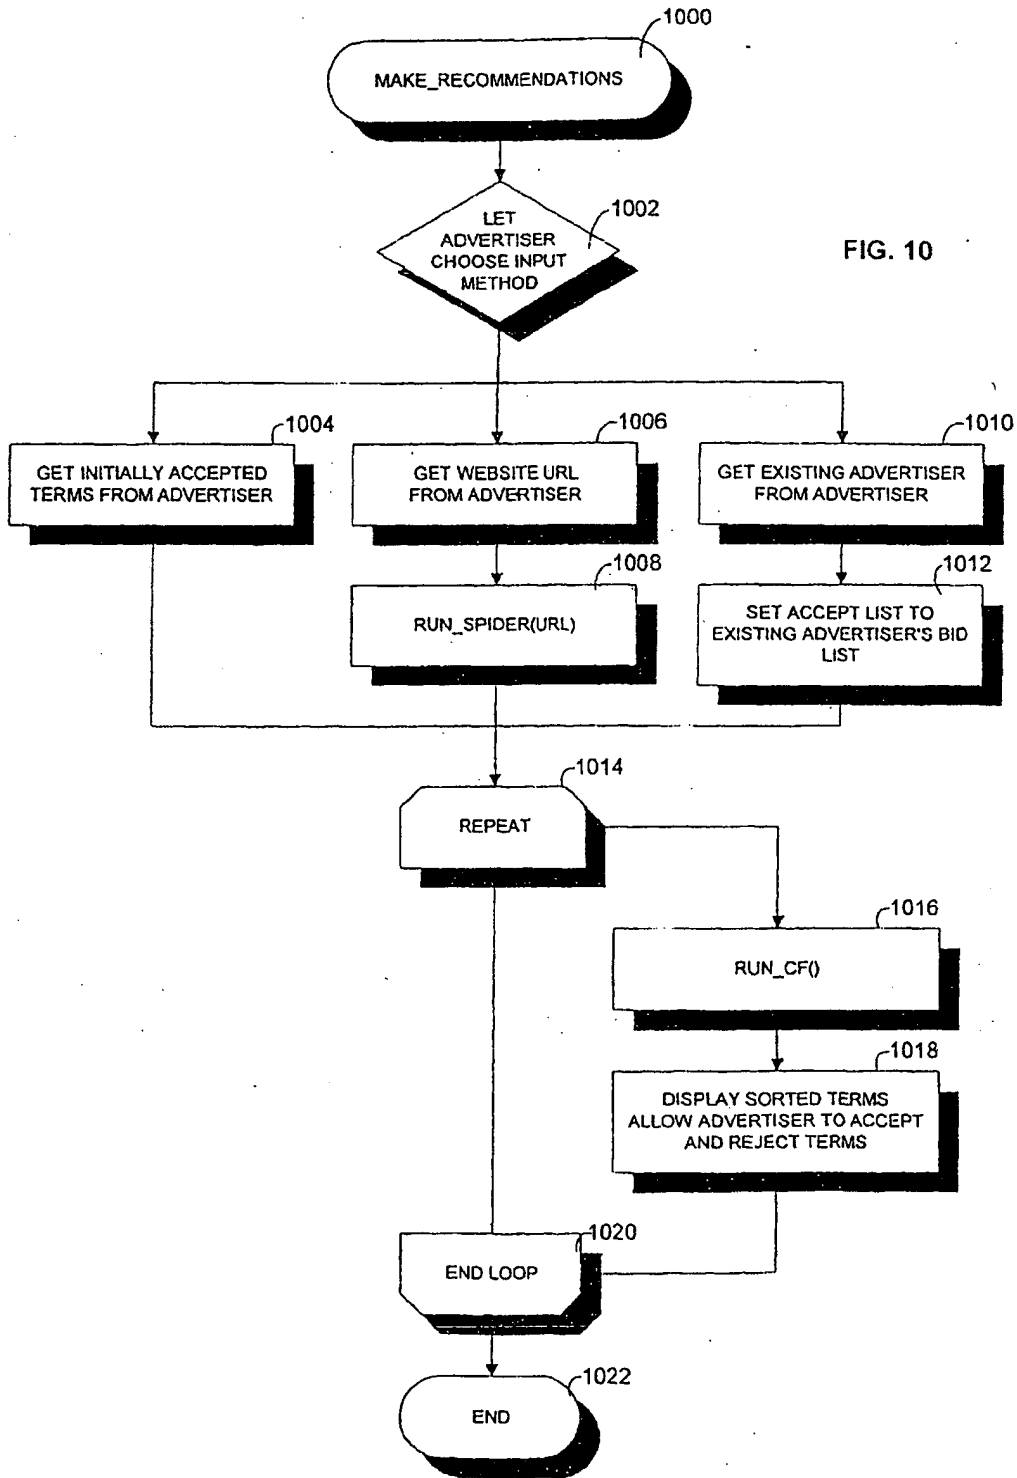 1000
MAKE_RECOMMENDATIONS
1002
LET
ADVERTISER
CHOOSE INPUT
METHOD
FIG. 10
1004
GET INITIALLY ACCEPTED
TERMS FROM ADVERTISER
1006
GET WEBSITE URL
FROM ADVERTISER
1010
GET EXISTING ADVERTISER
FROM ADVERTISER
1008
RUN_SPIDER(URL)
1012
SET ACCEPT LIST TO
EXISTING ADVERTISER'S BID
LIST
1014
REPEAT
1016
RUN_CF()
1018
DISPLAY SORTED TERMS
ALLOW ADVERTISER TO ACCEPT
AND REJECT TERMS
1020
END LOOP
1022
END